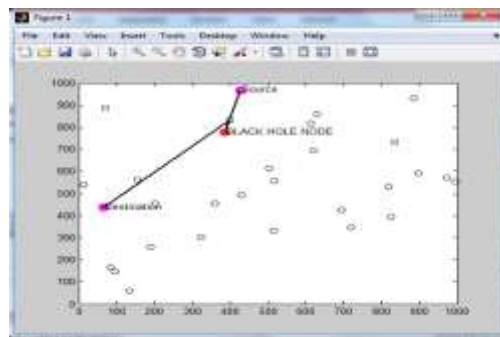 Figure 1
File Edit View Insert Tools Desktop Window Help
1000
900
800
700
600
500
400
300
200
100
0
Source
BLACK HOLE NODE
Destination
0 100 200 300 400 500 600 700 800 900 1000